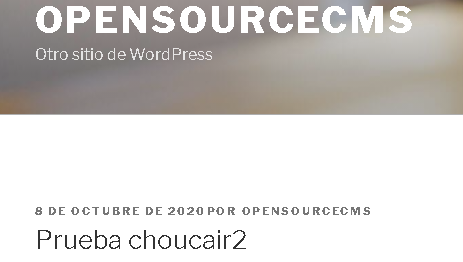 OPENSOURCECMS
Otro sitio de WordPress
8 DE OCTUBRE DE 2020 POR OPENSOURCECMS
Prueba choucair2